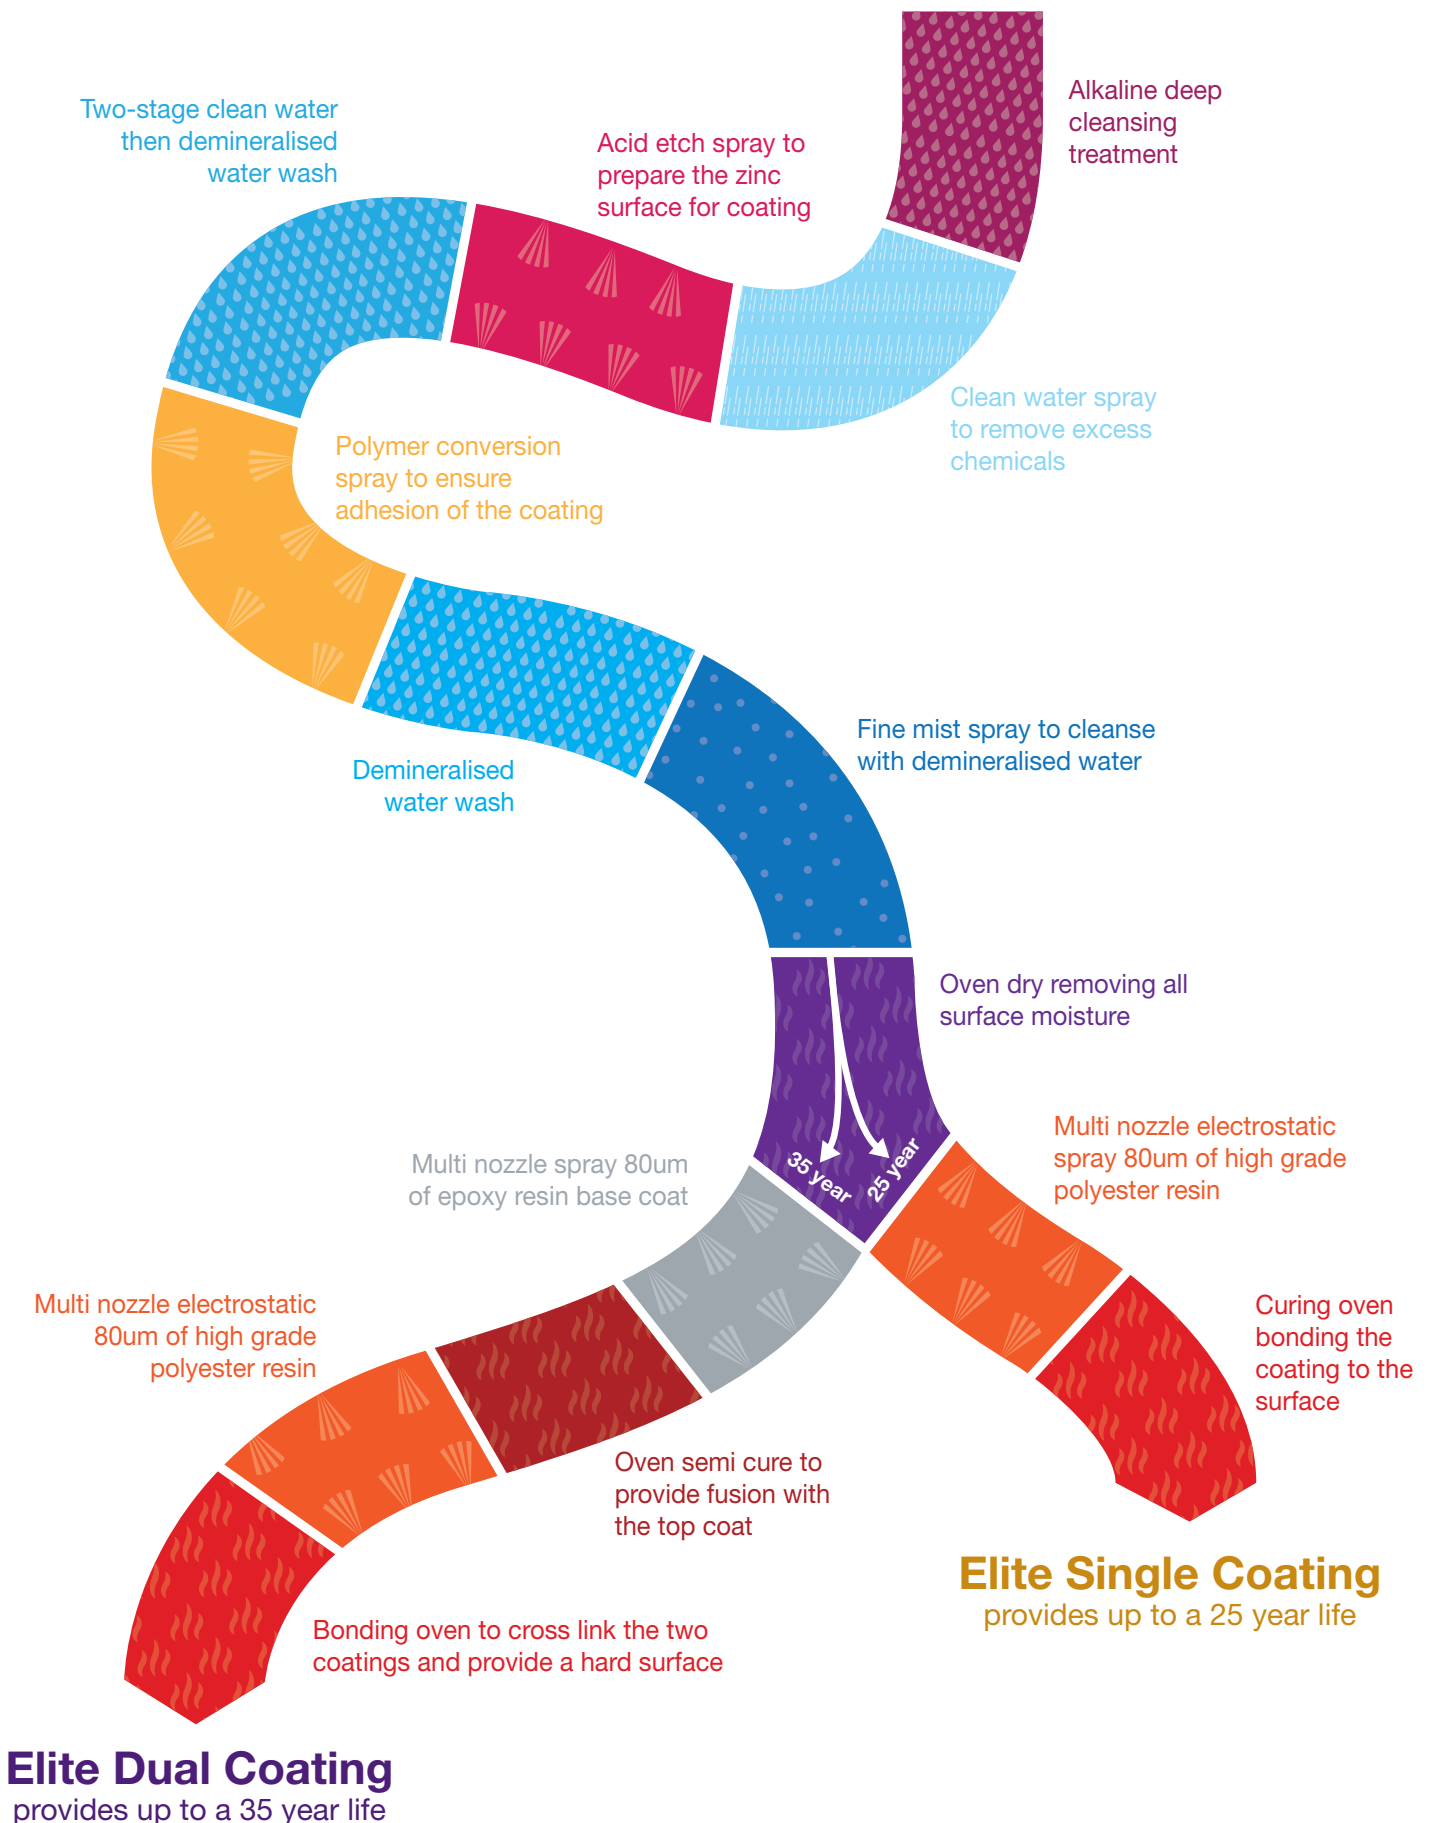 Alkaline deep
cleansing
treatment
Clean water spray
to remove excess
chemicals
Acid etch spray to
prepare the zinc
surface for coating
Two-stage clean water
then demineralised
water wash
Polymer conversion
spray to ensure
adhesion of the coating
Demineralised
water wash
Fine mist spray to cleanse
with demineralised water
Oven dry removing all
surface moisture
35 year
25 year
Multi nozzle electrostatic
spray 80um of high grade
polyester resin
Curing oven
bonding the
coating to the
surface
Elite Single Coating
provides up to a 25 year life
Multi nozzle spray 80um
of epoxy resin base coat
Oven semi cure to
provide fusion with
the top coat
Multi nozzle electrostatic
80um of high grade
polyester resin
Bonding oven to cross link the two
coatings and provide a hard surface
Elite Dual Coating
provides up to a 35 year life